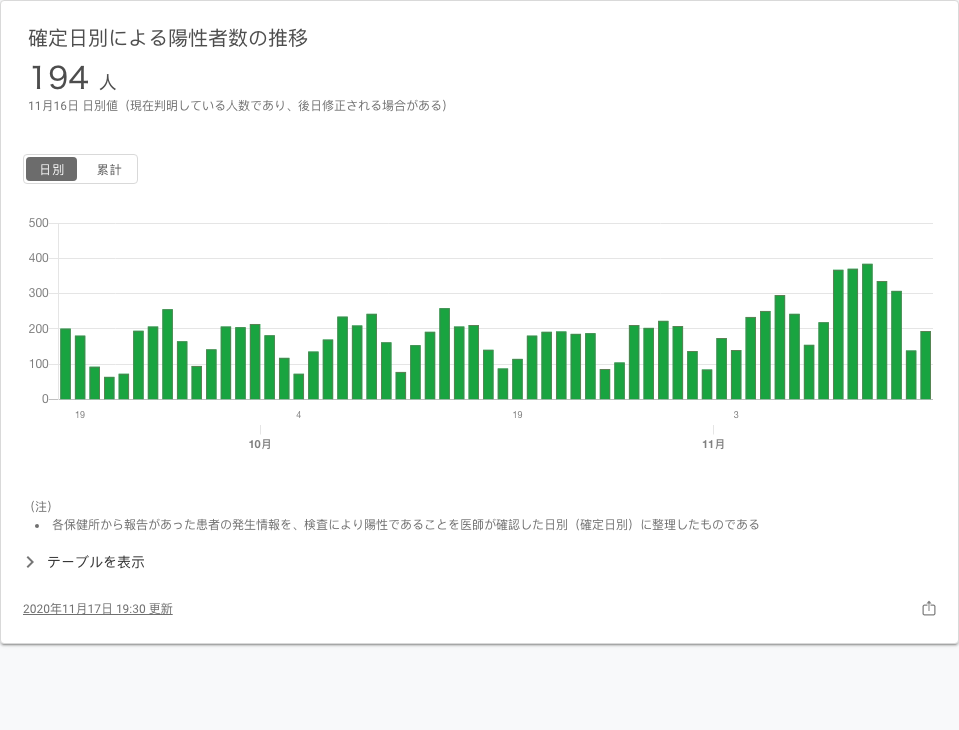 確定日別による陽性者数の推移
194 人
11月16日 日別値（現在判明している人数であり、後日修正される場合がある）
日別 累計
500
400
300
200
100
0
19 4 19 3
10月 11月
（注）
• 各保健所から報告があった患者の発生情報を、検査により陽性であることを医師が確認した日別（確定日別）に整理したものである
テーブルを表示
2020年11月17日 19:30 更新